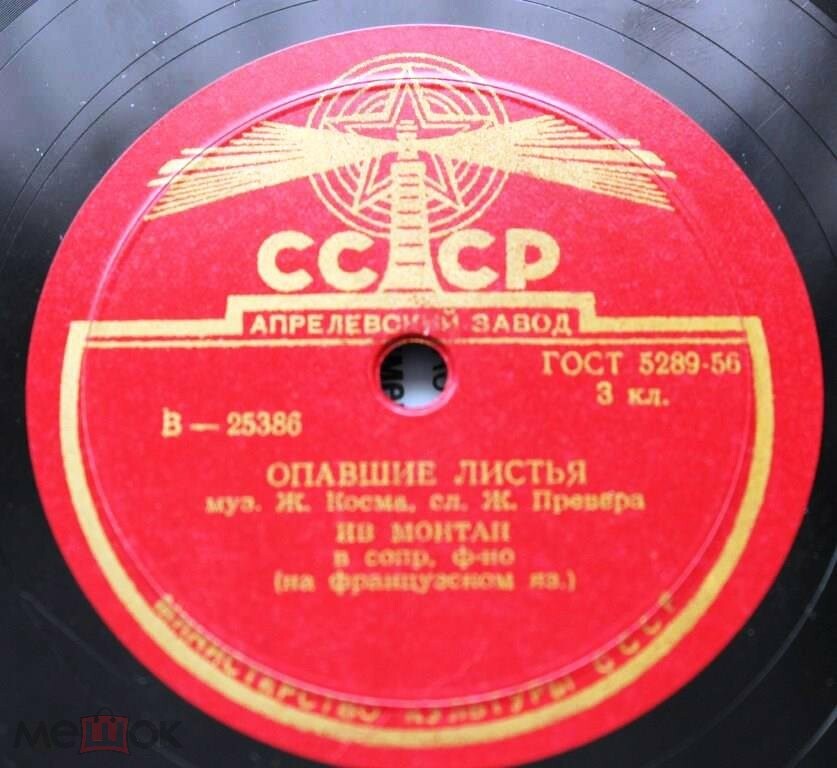 СССР
АПРЕЛЕВСКИЙ ЗАВОД
ГОСТ 5289-56
3 кл.
В — 25386
ОПАВШИЕ ЛИСТЬЯ
муз. Ж. Косма, сл. Ж. Превера
ИВ МОНТАН
в сопр. ф-но
(на французском яз.)
МИНИСТЕРСТВО КУЛЬТУРЫ СССР
мешок